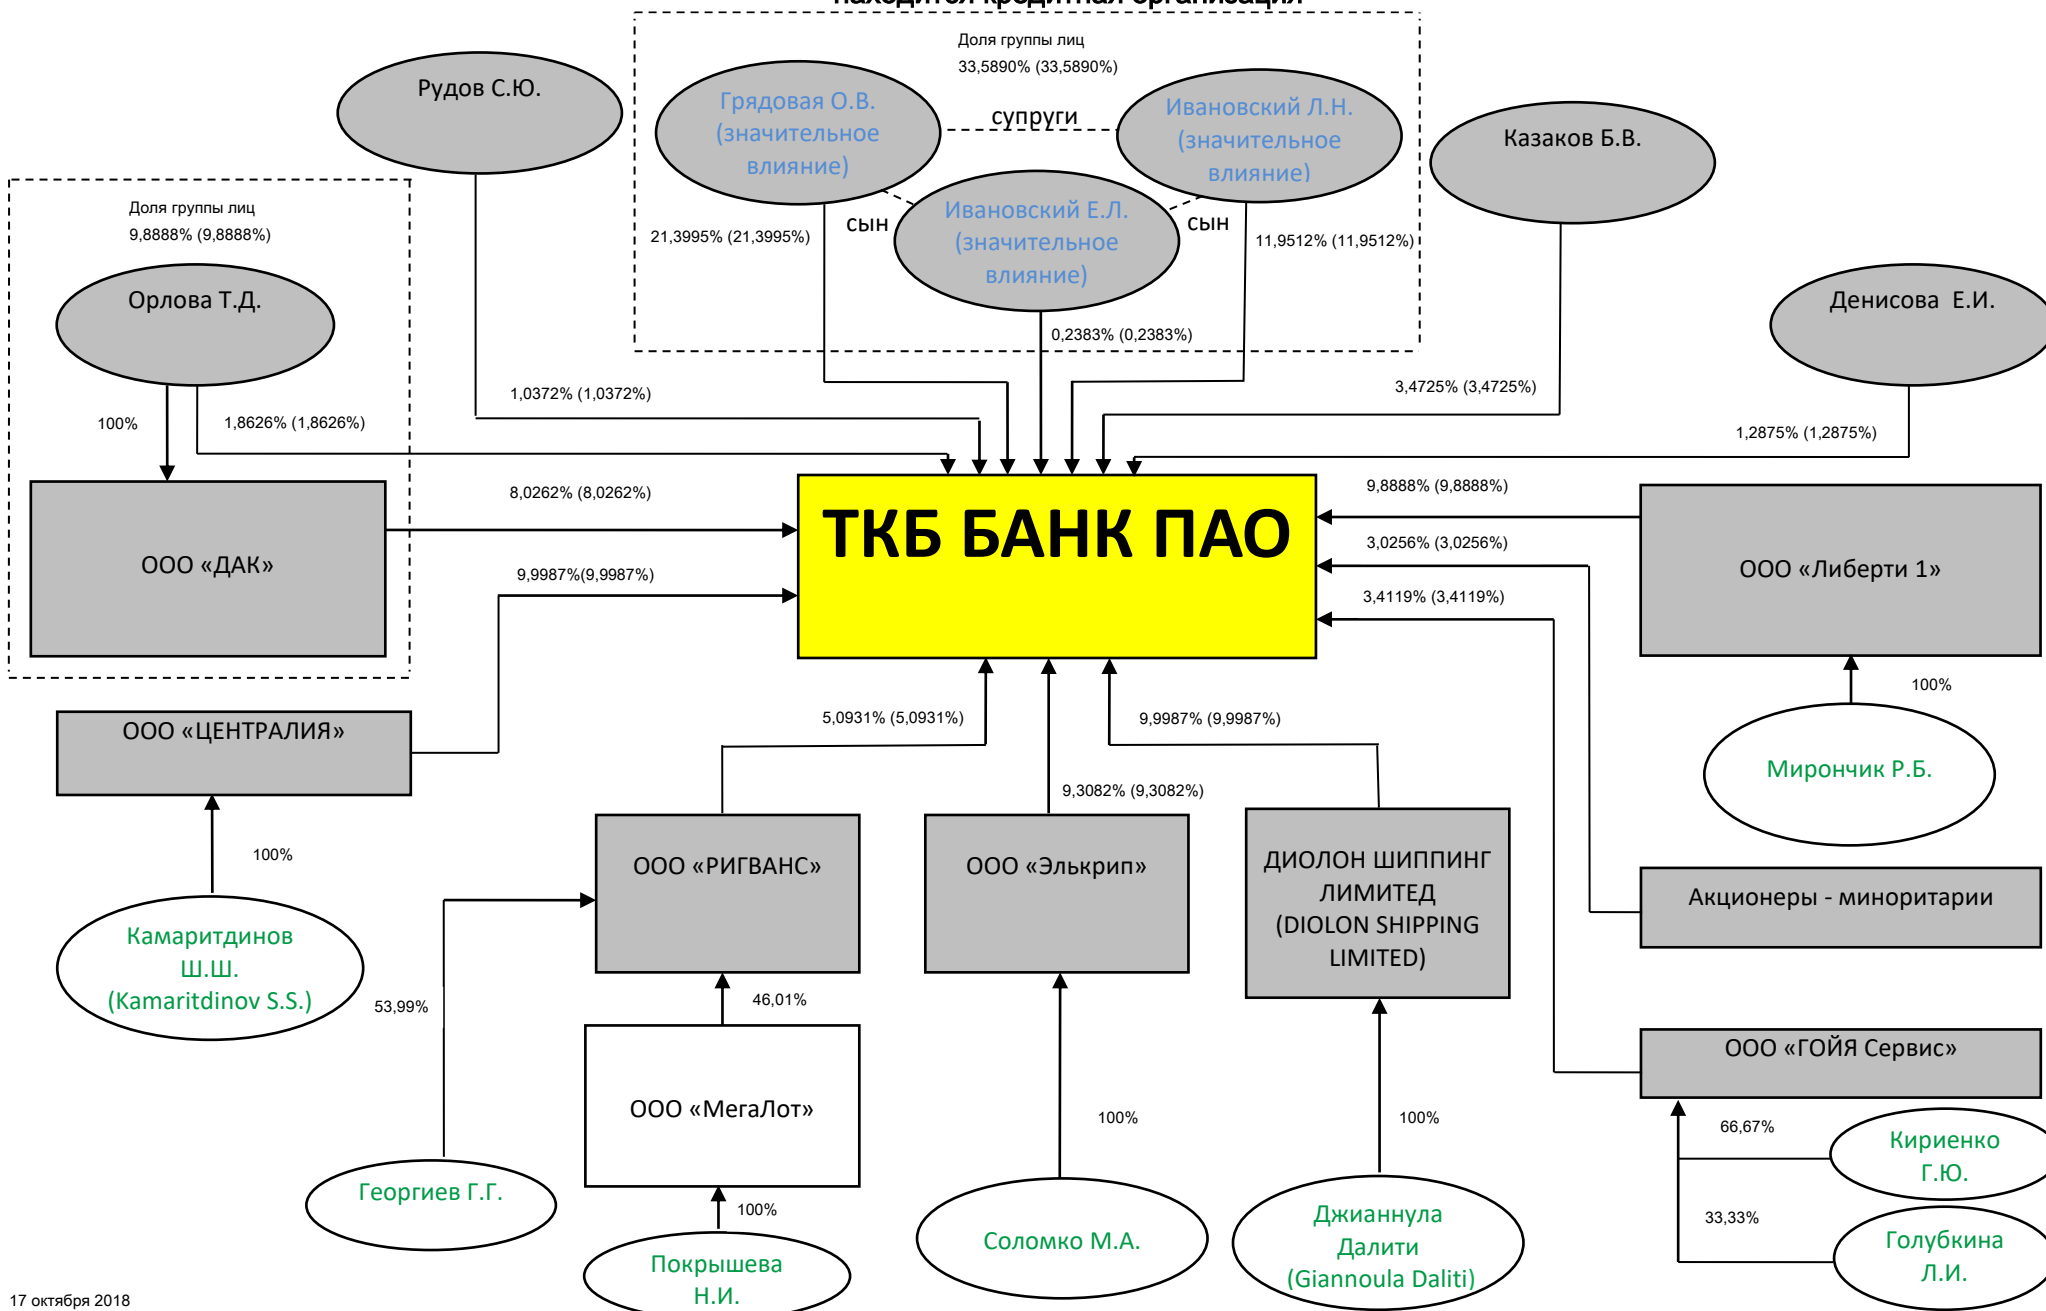 находится кредитная организация
Доля группы лиц
33,5890% (33,5890%)
Рудов С.Ю.
Грядовая О.В.
(значительное
влияние)
супруги
Ивановский Л.Н.
(значительное
влияние)
Казаков Б.В.
Доля группы лиц
9,8888% (9,8888%)
21,3995% (21,3995%)
сын
Ивановский Е.Л.
(значительное
влияние)
сын
11,9512% (11,9512%)
Орлова Т.Д.
Денисова  Е.И.
0,2383% (0,2383%)
100%
1,8626% (1,8626%)
1,0372% (1,0372%)
3,4725% (3,4725%)
1,2875% (1,2875%)
ООО «ДАК»
8,0262% (8,0262%)
9,9987%(9,9987%)
ТКБ БАНК ПАО
9,8888% (9,8888%)
3,0256% (3,0256%)
3,4119% (3,4119%)
ООО «Либерти 1»
100%
Мирончик Р.Б.
ООО «ЦЕНТРАЛИЯ»
5,0931% (5,0931%)
9,9987% (9,9987%)
9,3082% (9,3082%)
100%
ООО «РИГВАНС»
ООО «Элькрип»
ДИОЛОН ШИППИНГ
ЛИМИТЕД
(DIOLON SHIPPING
LIMITED)
Акционеры - миноритарии
Камаритдинов
Ш.Ш.
(Kamaritdinov S.S.)
53,99%
46,01%
ООО «ГОЙЯ Сервис»
ООО «МегаЛот»
100%
100%
66,67%
Кириенко
Г.Ю.
Георгиев Г.Г.
100%
33,33%
Голубкина
Л.И.
Покрышева
Н.И.
Соломко М.А.
Джианнула
Далити
(Giannoula Daliti)
17 октября 2018